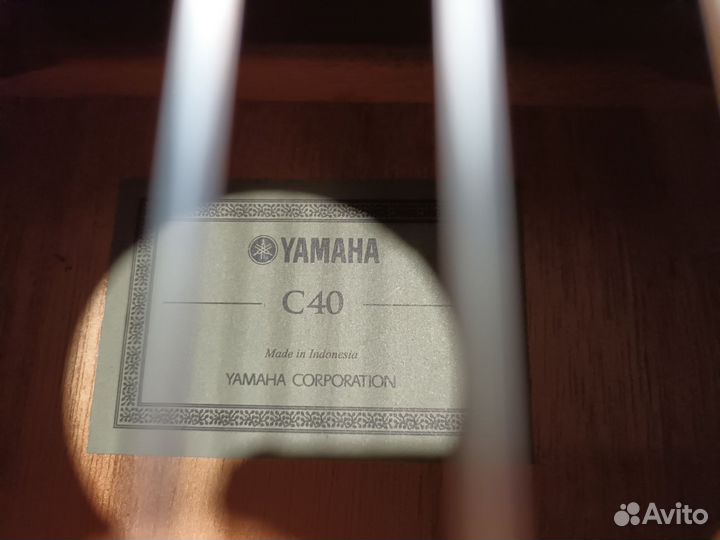 YAMAHA
C40
Made in Indonesia
YAMAHA CORPORATION
Avito